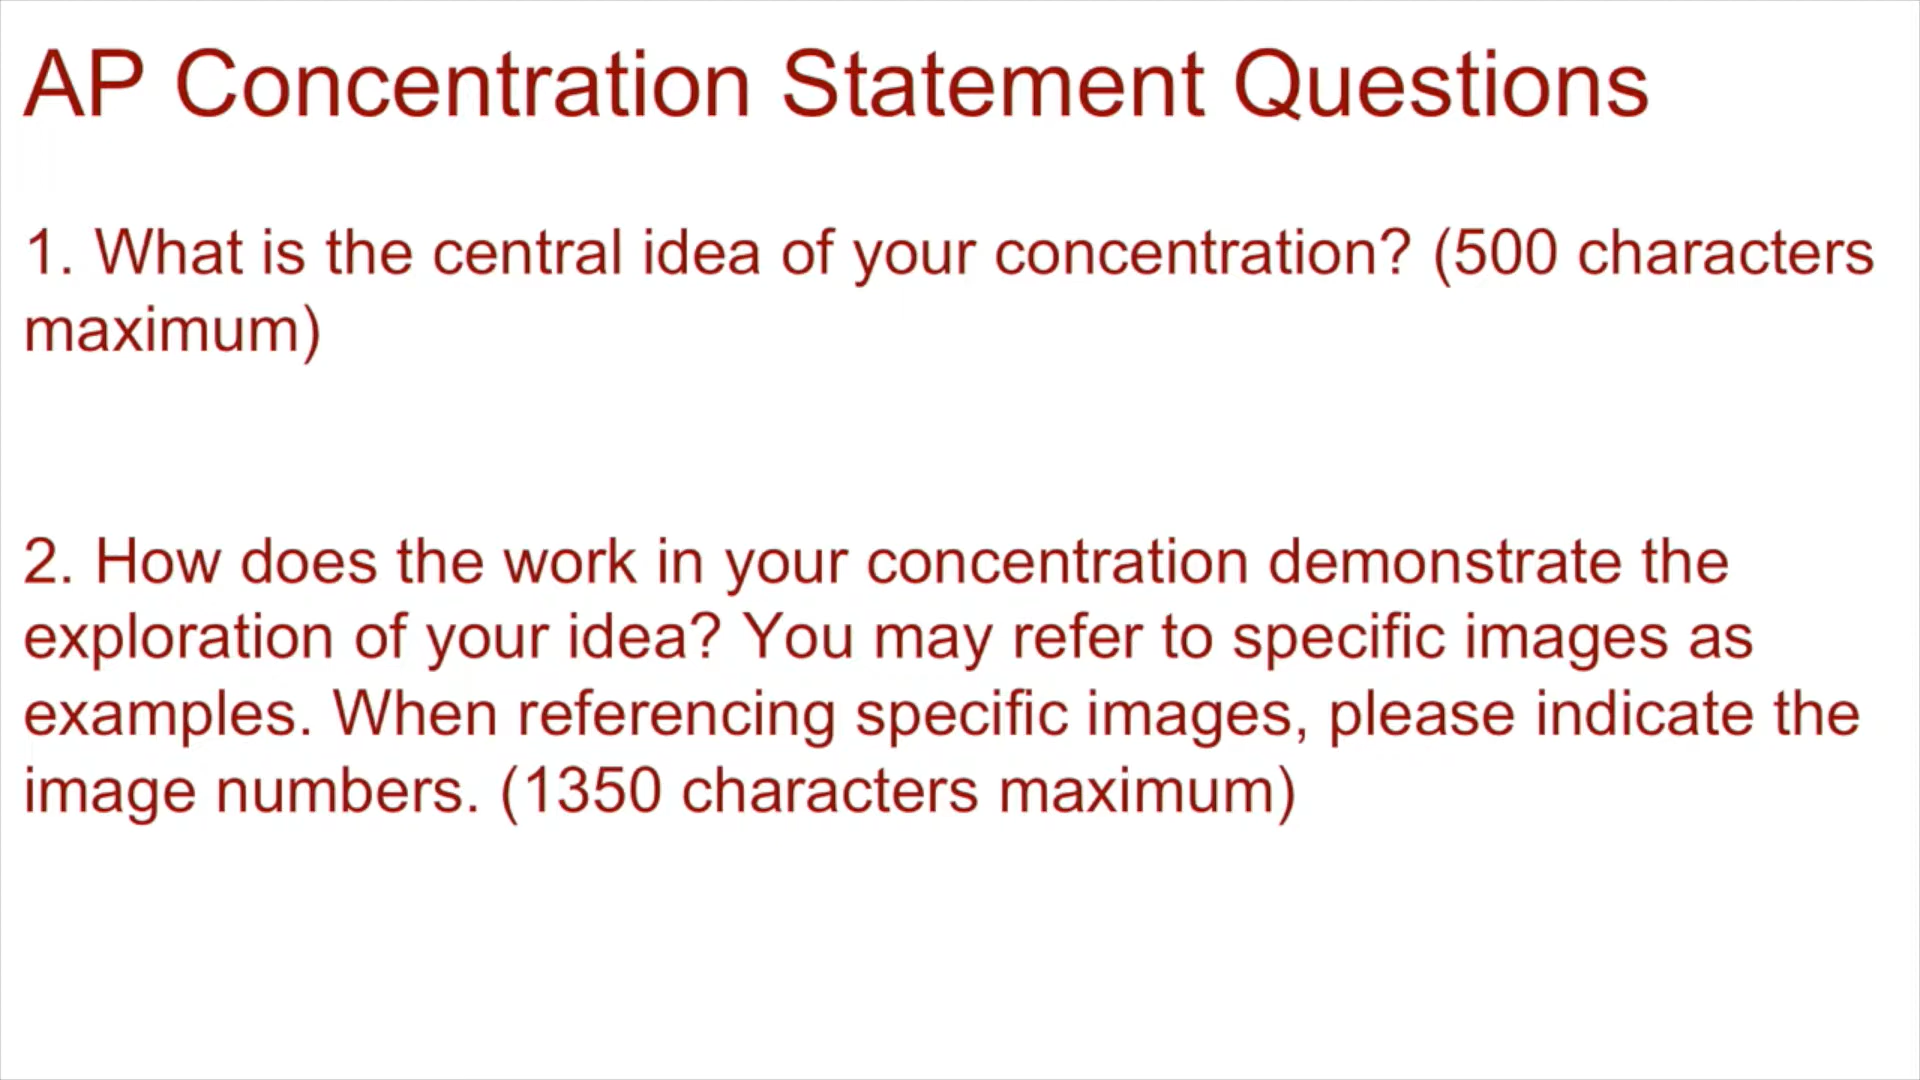 AP Concentration Statement Questions
1. What is the central idea of your concentration? (500 characters
maximum)
2. How does the work in your concentration demonstrate the
exploration of your idea? You may refer to specific images as
examples. When referencing specific images, please indicate the
image numbers. (1350 characters maximum)